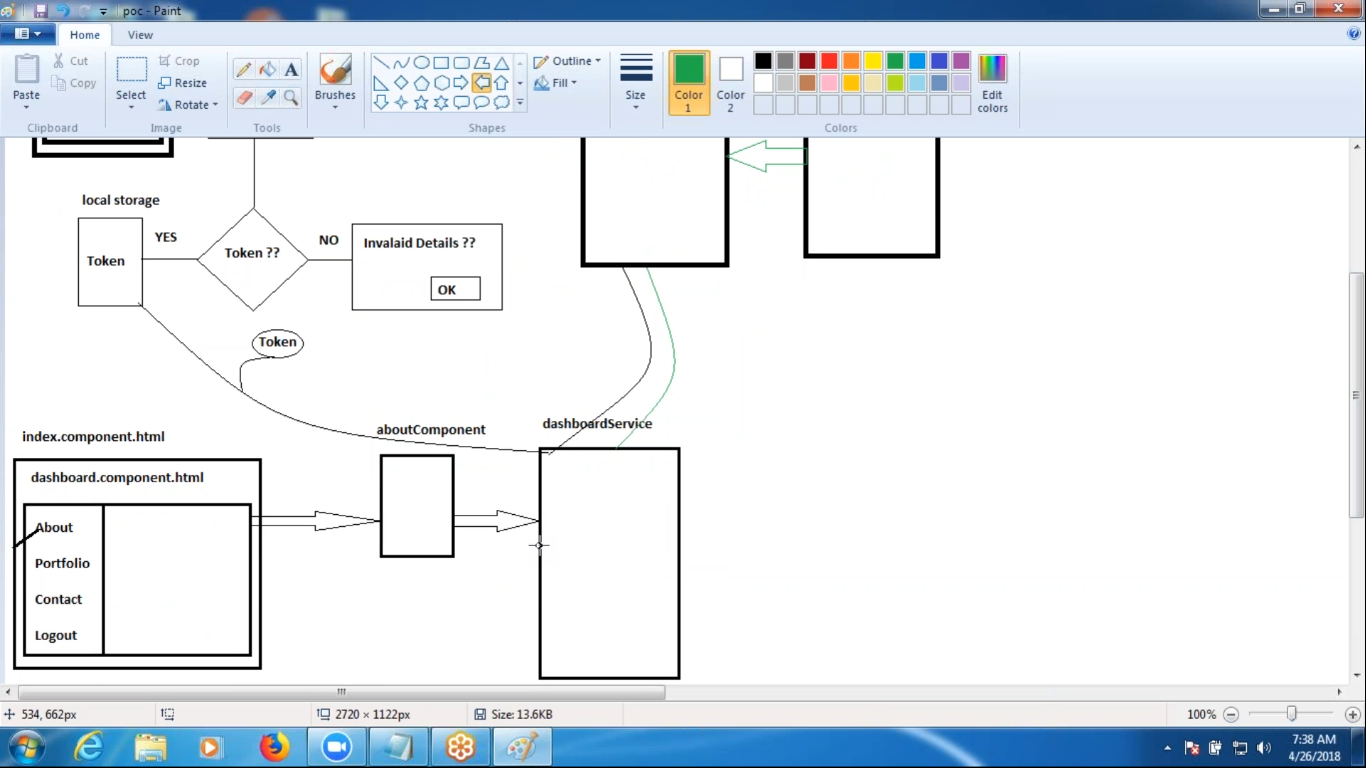 poc - Paint
Home
View
Paste
Cut
Copy
Clipboard
Select
Crop
Resize
Rotate
Image
A
Tools
Brushes
Outline
Fill
Shapes
Size
Color 1
Color 2
Edit colors
Colors
local storage
Token
YES
Token ??
NO
Invalaid Details ??
OK
Token
dashboardService
aboutComponent
index.component.html
dashboard.component.html
About
Portfolio
Contact
Logout
534, 662px
2720 × 1122px
Size: 13.6KB
100%
7:38 AM
4/26/2018